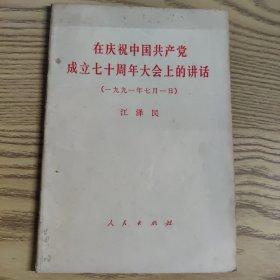 在庆祝中国共产党
成立七十周年大会上的讲话
(一九九一年七月一日)
江泽民
人民出版社